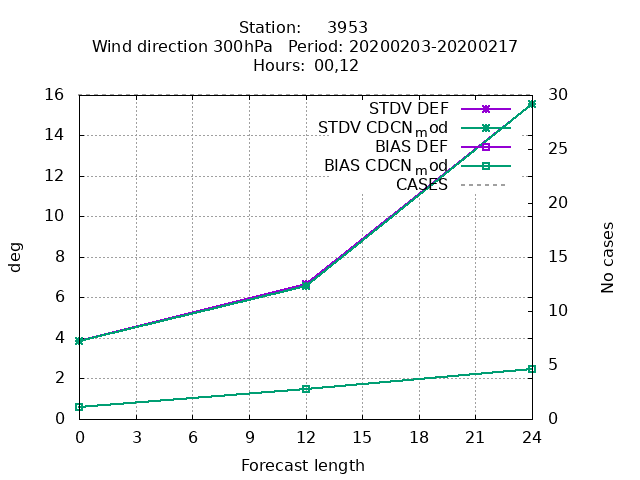 Station:     3953
Wind direction 300hPa   Period: 20200203-20200217
Hours:  00,12
16 30
STDV DEF
STDV CDCNmod
BIAS DEF
BIAS CDCNmod
CASES
14
12
10
8
6
4
2
0
25
20
15
10
5
0
deg
No cases
0 3 6 9 12 15 18 21 24
Forecast length